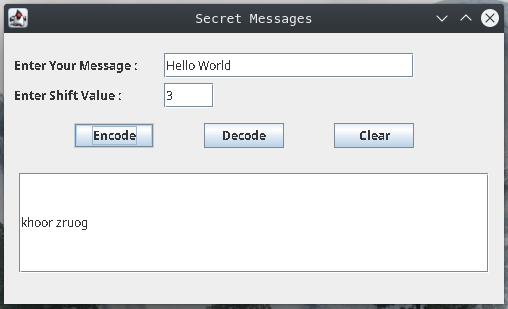 Secret Messages
Enter Your Message : Hello World
Enter Shift Value : 3
Encode Decode Clear
khoor zruog